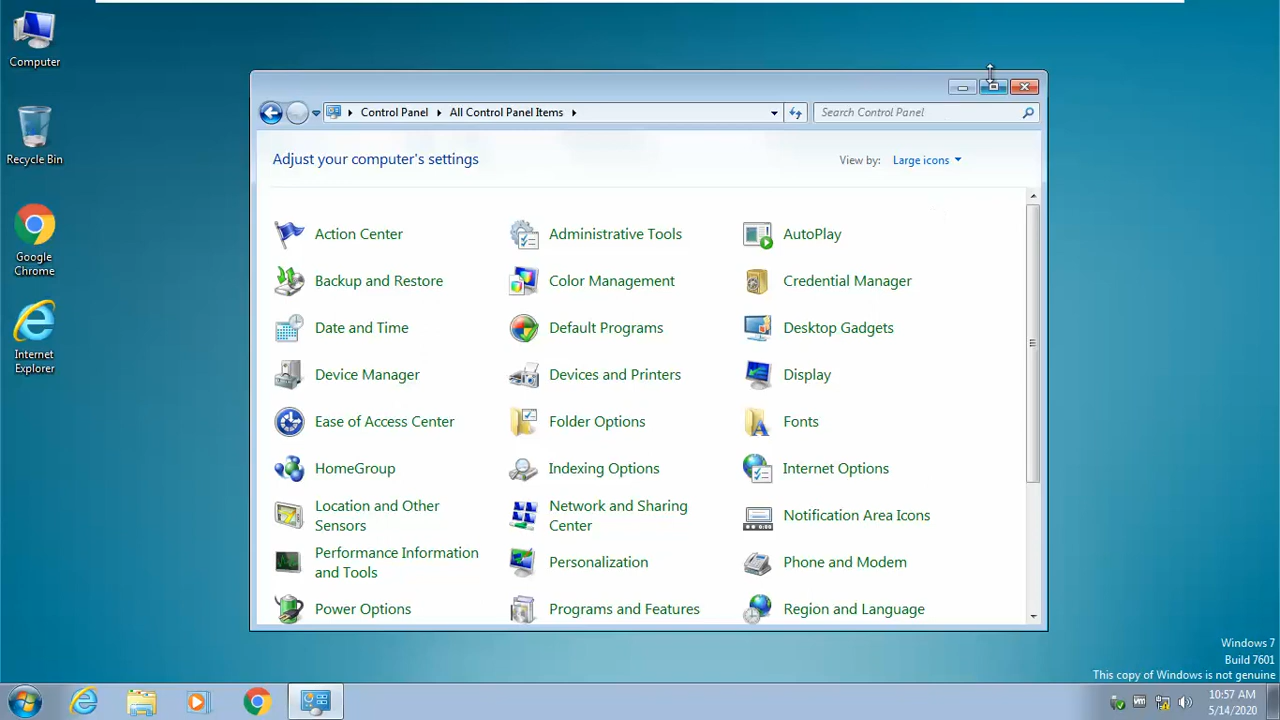 Computer
Recycle Bin
Google
Chrome
Internet
Explorer
Control Panel
All Control Panel Items
Search Control Panel
Adjust your computer's settings
View by:
Large icons
Action Center
Administrative Tools
AutoPlay
Backup and Restore
Color Management
Credential Manager
Date and Time
Default Programs
Desktop Gadgets
Device Manager
Devices and Printers
Display
Ease of Access Center
Folder Options
Fonts
HomeGroup
Indexing Options
Internet Options
Location and Other
Sensors
Network and Sharing
Center
Notification Area Icons
Performance Information
and Tools
Personalization
Phone and Modem
Power Options
Programs and Features
Region and Language
Windows 7
Build 7601
This copy of Windows is not genuine
10:57 AM
5/14/2020